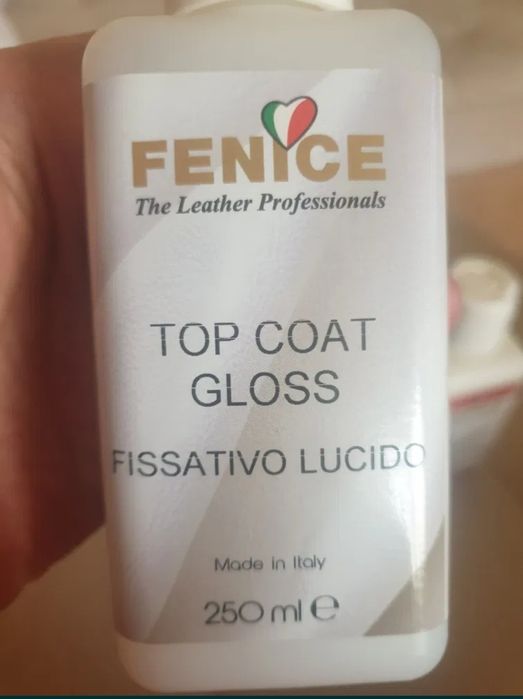 FENICE
The Leather Professionals
TOP COAT
GLOSS
FISSATIVO LUCIDO
Made in Italy
250 ml ℮